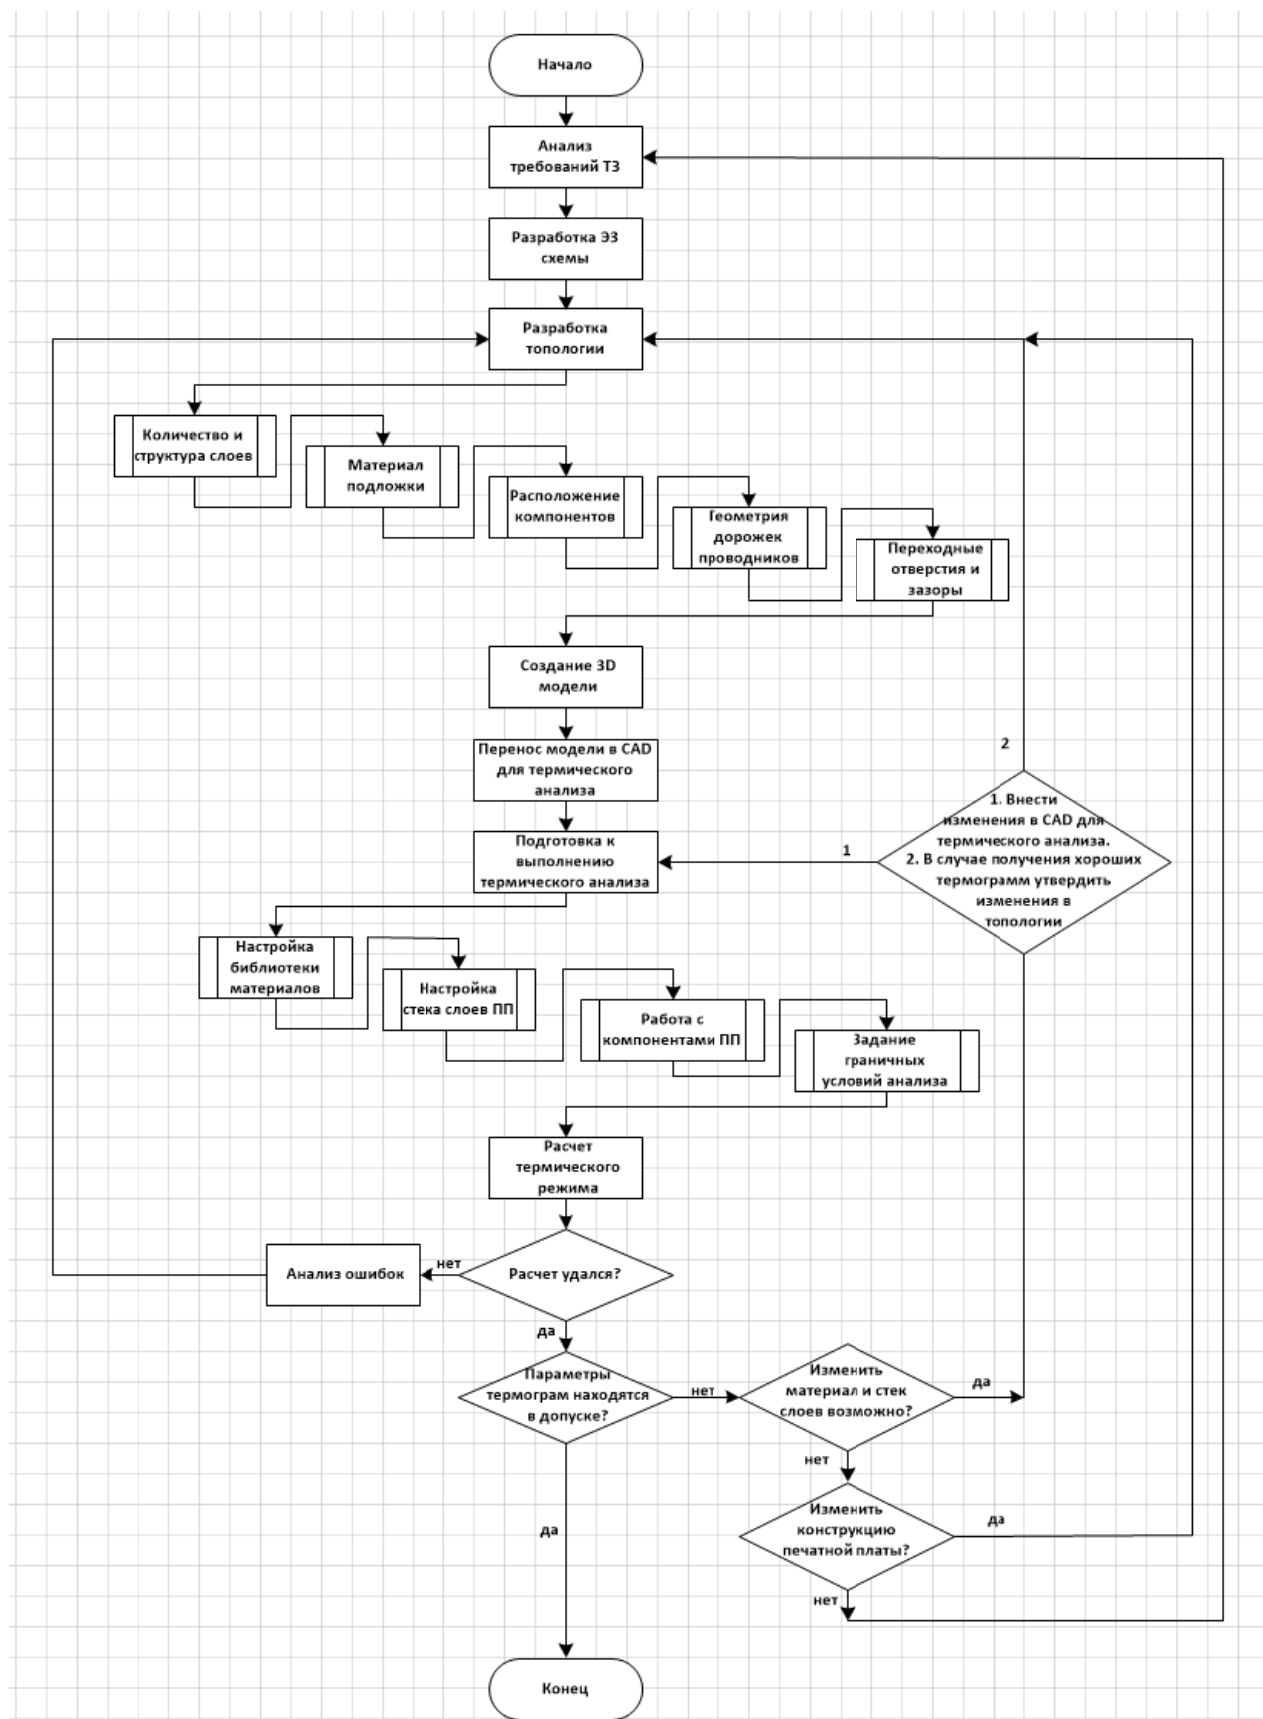 Начало
Анализ
требований ТЗ
Разработка ЭЗ
схемы
Разработка
топологии
Количество и
структура слоев
Материал
подложки
Расположение
компонентов
Геометрия
дорожек
проводников
Переходные
отверстия и
зазоры
Создание 3D
модели
Перенос модели в CAD
для термического
анализа
2
1. Внести
изменения в CAD для
термического анализа.
2. В случае получения хороших
термограмм утвердить
изменения в
топологии
1
Подготовка к
выполнению
термического анализа
Настройка
библиотеки
материалов
Настройка
стека слоев ПП
Работа с
компонентами ПП
Задание
граничных
условий анализа
Расчет
термического
режима
Расчет удался?
нет
Анализ ошибок
да
Параметры
термограм находятся
в допуске?
нет
Изменить
материал и стек
слоев возможно?
да
нет
Изменить
конструкцию
печатной платы?
да
да
нет
Конец